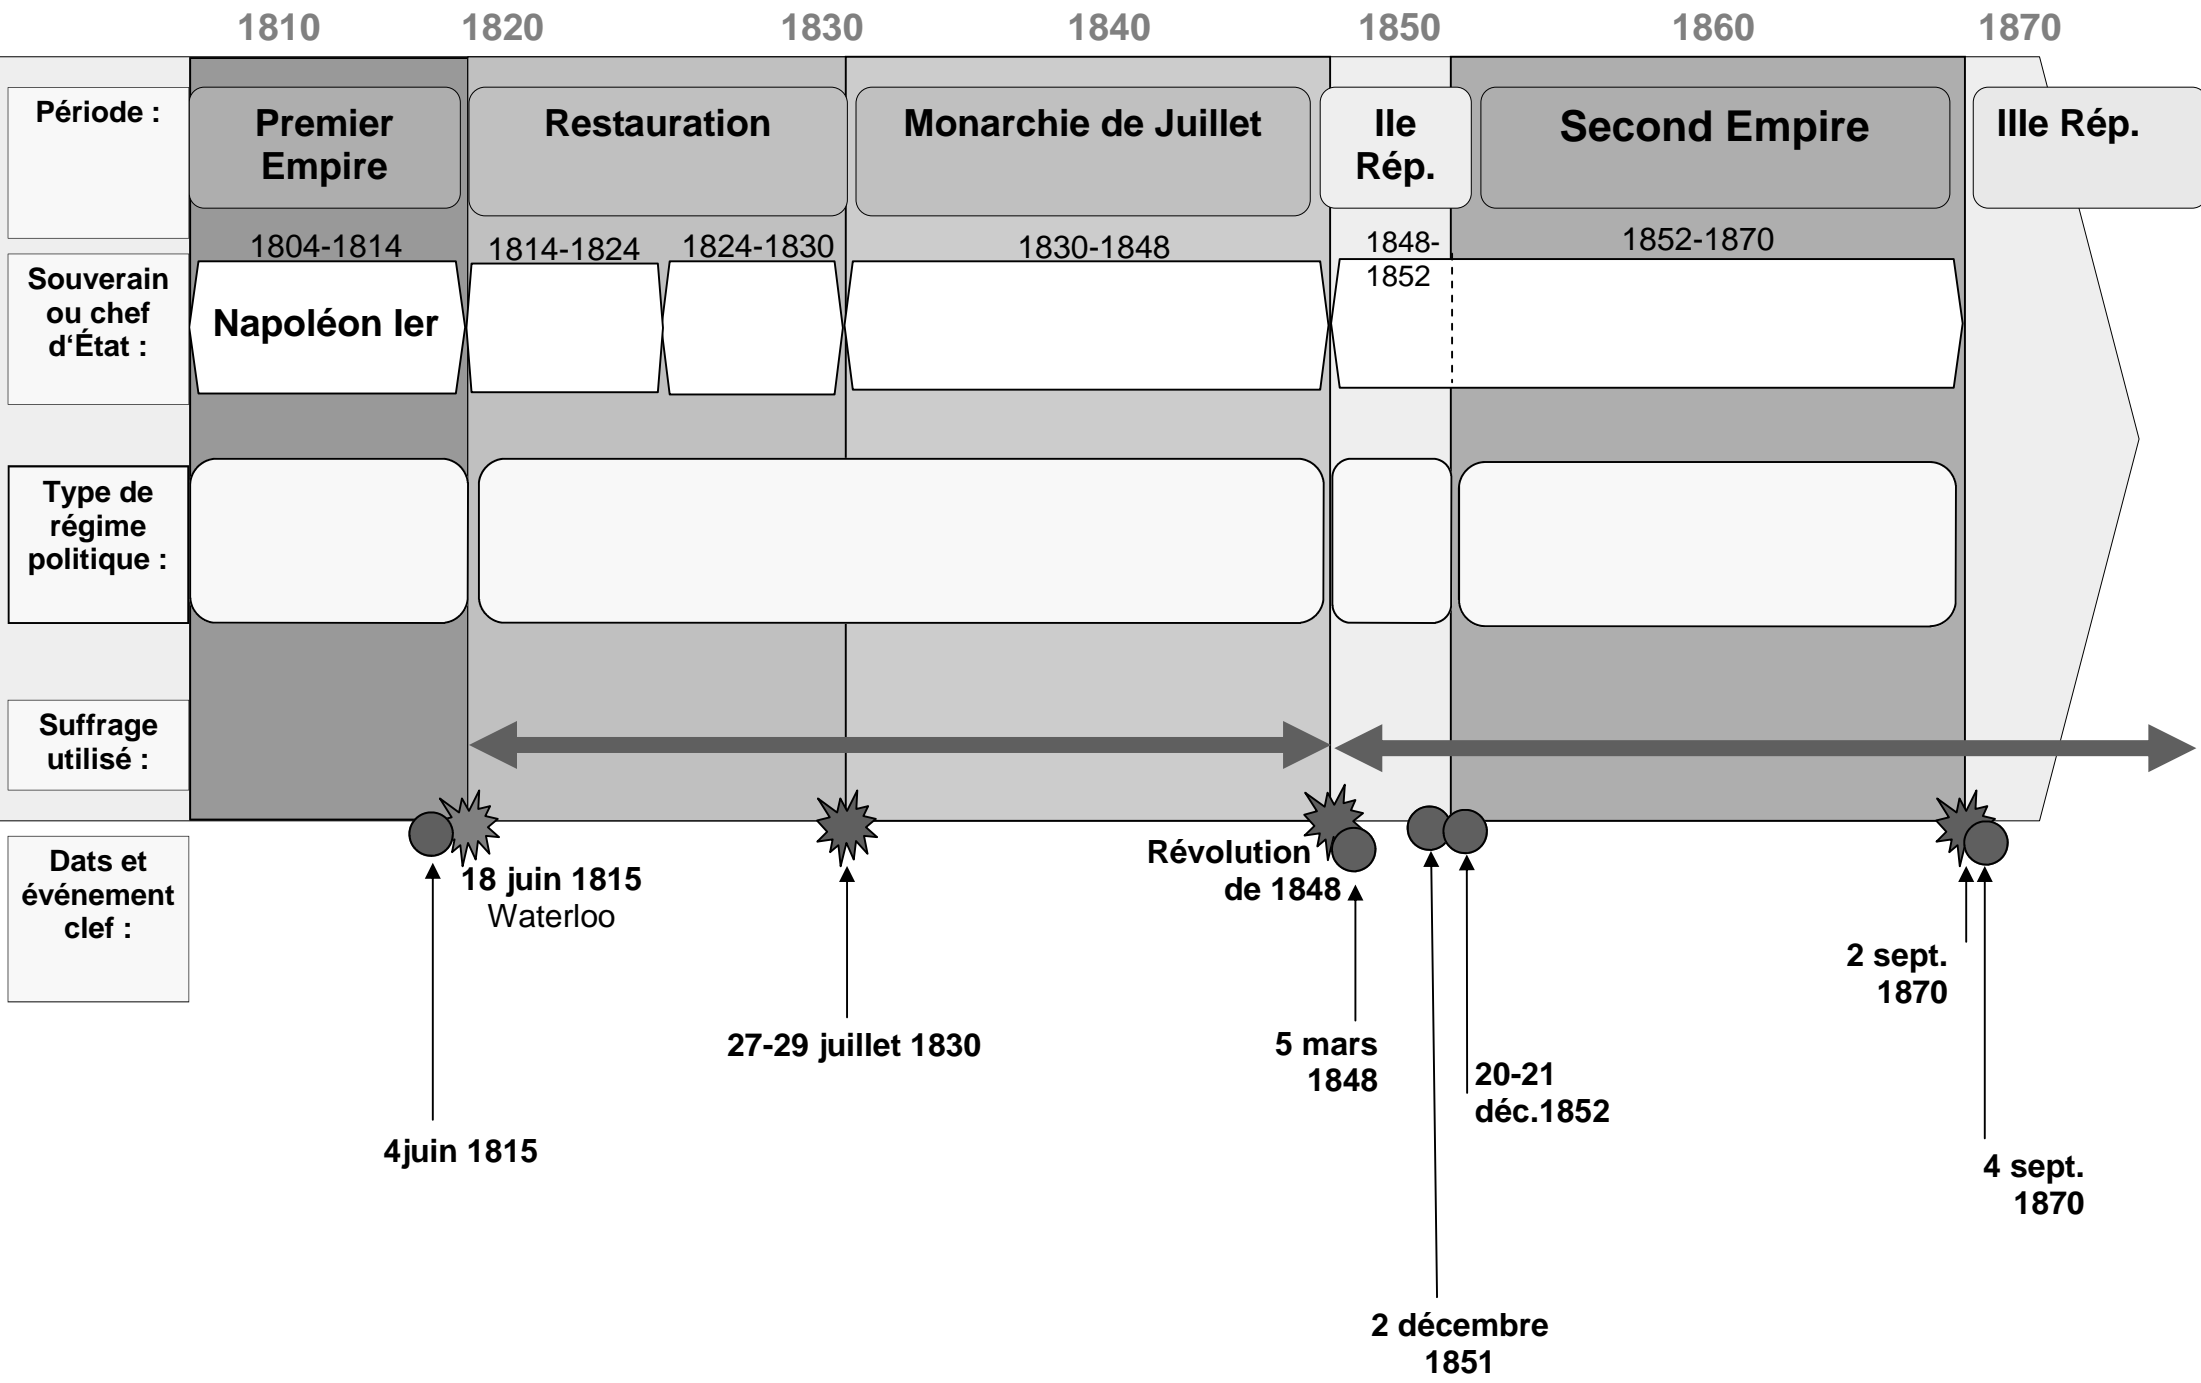 1810 1820 1830 1840 1850 1860 1870
Période :
Premier
Empire
Restauration
Monarchie de Juillet
IIe
Rép.
Second Empire
IIIe Rép.
1804-1814
1814-1824
1824-1830
1830-1848
1848-
1852
1852-1870
Souverain
ou chef
d‘État :
Napoléon Ier
Type de
régime
politique :
Suffrage
utilisé :
Dats et
événement
clef :
18 juin 1815
Waterloo
Révolution
de 1848
2 sept.
1870
27-29 juillet 1830
5 mars
1848
20-21
déc.1852
4juin 1815
4 sept.
1870
2 décembre
1851